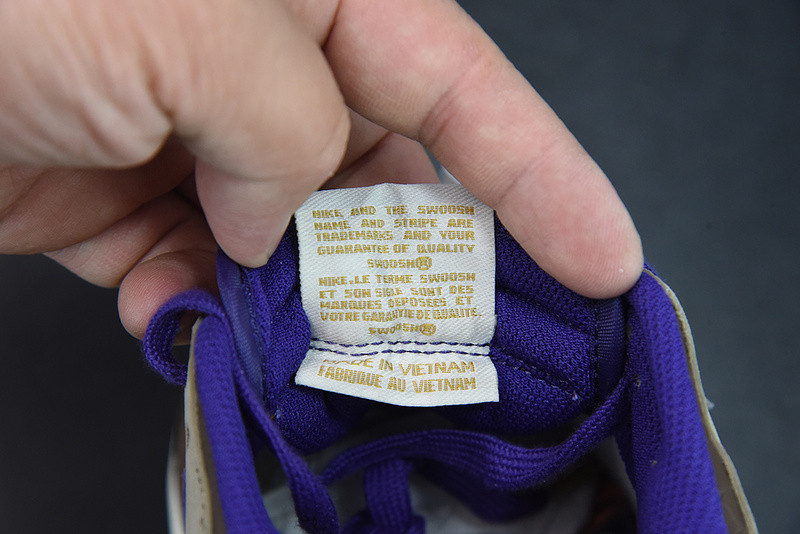 NIKE AND THE SWOOSH
NAME AND STRIPE ARE
TRADEMARKS AND YOUR
GUARANTEE OF QUALITY
SWOOSH®
NIKE, LE TERME SWOOSH
ET SON SIGLE SONT DES
MARQUES DEPOSEES ET
VOTRE GARANTIE DE QUALITE.
SWOOSH®
MADE IN VIETNAM
FABRIQUE AU VIETNAM